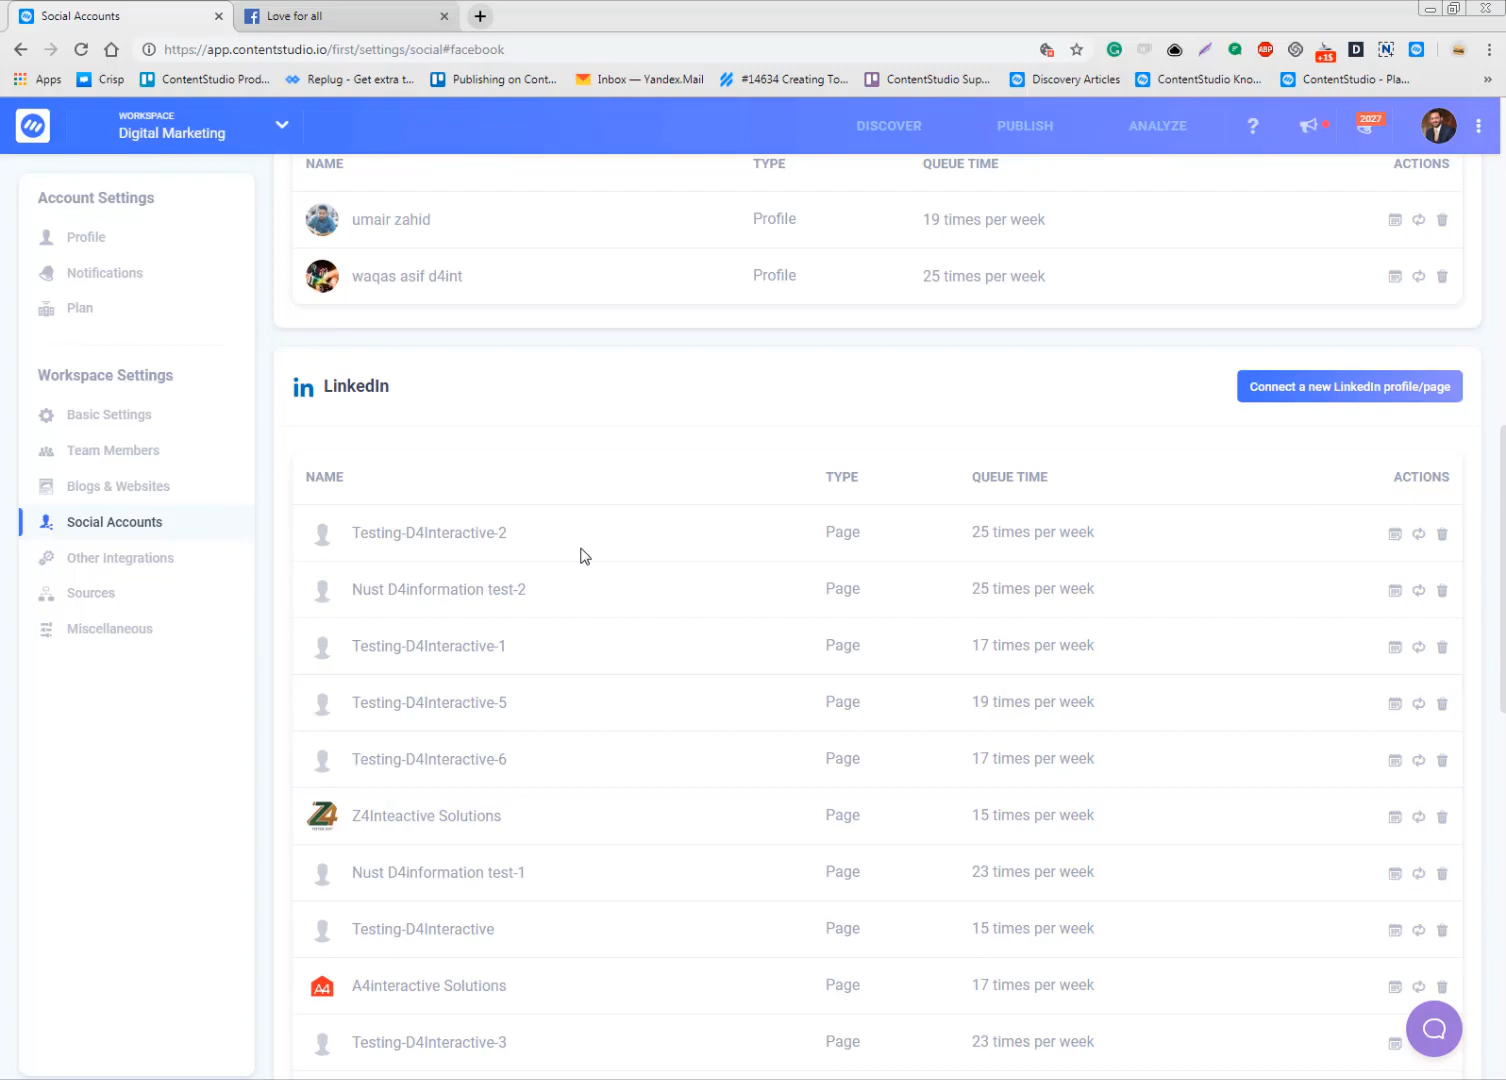 Social Accounts
Love for all
https://app.contentstudio.io/first/settings/social#facebook
ABP
+1$
D
N
Apps
Crisp
ContentStudio Prod...
Replug - Get extra t...
Publishing on Cont...
Inbox — Yandex.Mail
#14634 Creating To...
ContentStudio Sup...
Discovery Articles
ContentStudio Kno...
ContentStudio - Pla...
»
WORKSPACE
Digital Marketing
DISCOVER
PUBLISH
ANALYZE
?
2027
Account Settings
Profile
Notifications
Plan
Workspace Settings
Basic Settings
Team Members
Blogs & Websites
Social Accounts
Other Integrations
Sources
Miscellaneous
NAME TYPE QUEUE TIME ACTIONS
umair zahid Profile 19 times per week
waqas asif d4int Profile 25 times per week
in LinkedIn
Connect a new LinkedIn profile/page
NAME TYPE QUEUE TIME ACTIONS
Testing-D4Interactive-2 Page 25 times per week
Nust D4information test-2 Page 25 times per week
Testing-D4Interactive-1 Page 17 times per week
Testing-D4Interactive-5 Page 19 times per week
Testing-D4Interactive-6 Page 17 times per week
Z4Inteactive Solutions Page 15 times per week
Nust D4information test-1 Page 23 times per week
Testing-D4Interactive Page 15 times per week
A4interactive Solutions Page 17 times per week
Testing-D4Interactive-3 Page 23 times per week